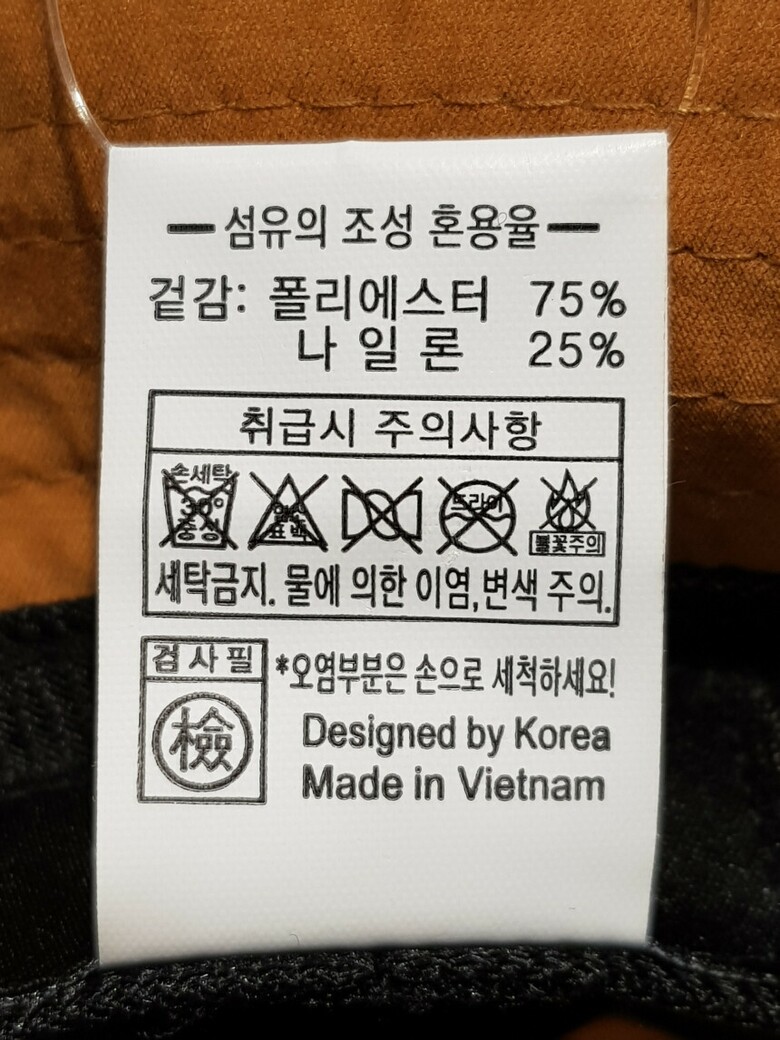 섬유의 조성 혼용율
겉감: 폴리에스터 75%
나 일 론 25%
취급시 주의사항
손세탁
30°
중성
염소
표백
드라이
불꽃주의
세탁금지. 물에 의한 이염,변색 주의.
검 사 필
檢
*오염부분은 손으로 세척하세요!
Designed by Korea
Made in Vietnam